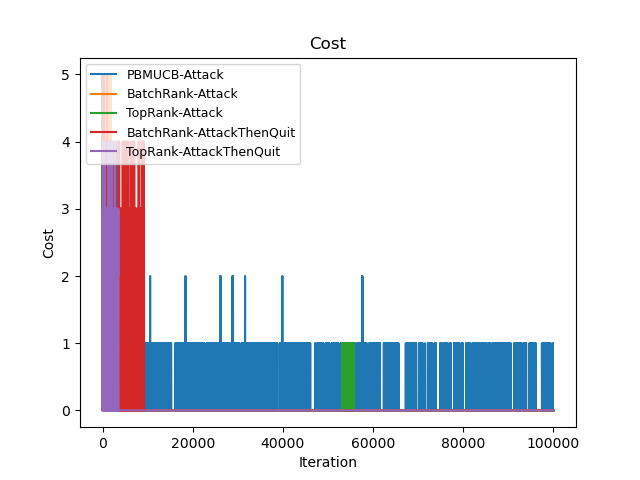 Cost
PBMUCB-Attack
BatchRank-Attack
TopRank-Attack
BatchRank-AttackThenQuit
TopRank-AttackThenQuit
5
4
3
2
1
0
Cost
0
20000
40000
60000
80000
100000
Iteration